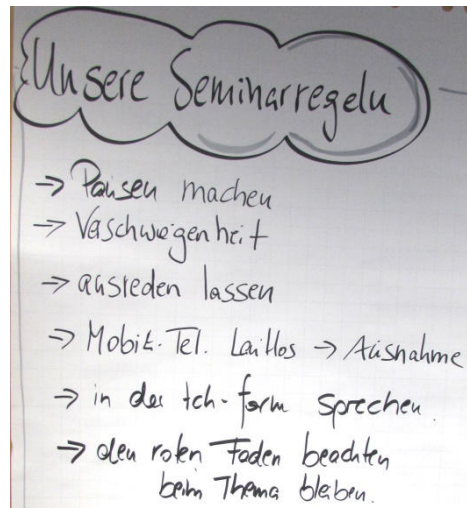 Unsere Seminarregeln
→ Pausen machen
→ Verschwiegenheit
→ ausreden lassen
→ Mobil.Tel. Lautlos → Ausnahme
→ in der Ich-form sprechen.
→ den roten Faden beachten
beim Thema bleiben.